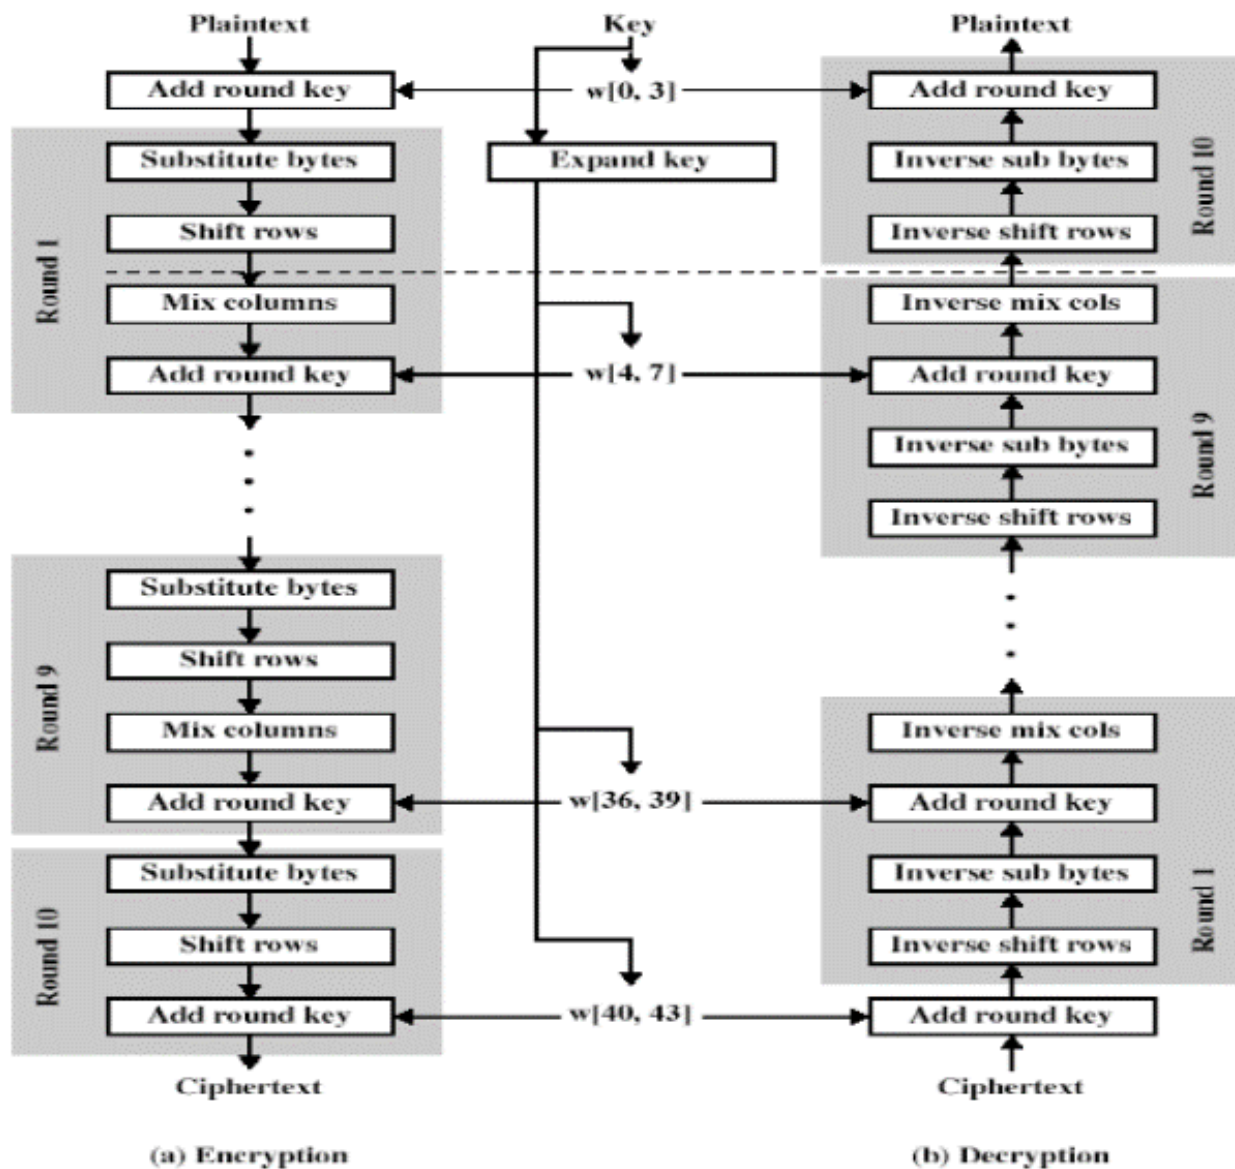 Plaintext
Key
Plaintext
Add round key
w[0, 3]
Add round key
Substitute bytes
Expand key
Inverse sub bytes
Round 10
Shift rows
Inverse shift rows
Round 1
Mix columns
Inverse mix cols
Add round key
w[4, 7]
Add round key
Inverse sub bytes
Round 9
Inverse shift rows
Substitute bytes
Shift rows
Round 9
Mix columns
Inverse mix cols
Add round key
w[36, 39]
Add round key
Substitute bytes
Inverse sub bytes
Round 1
Shift rows
Inverse shift rows
Round 10
Add round key
w[40, 43]
Add round key
Ciphertext
Ciphertext
(a) Encryption
(b) Decryption